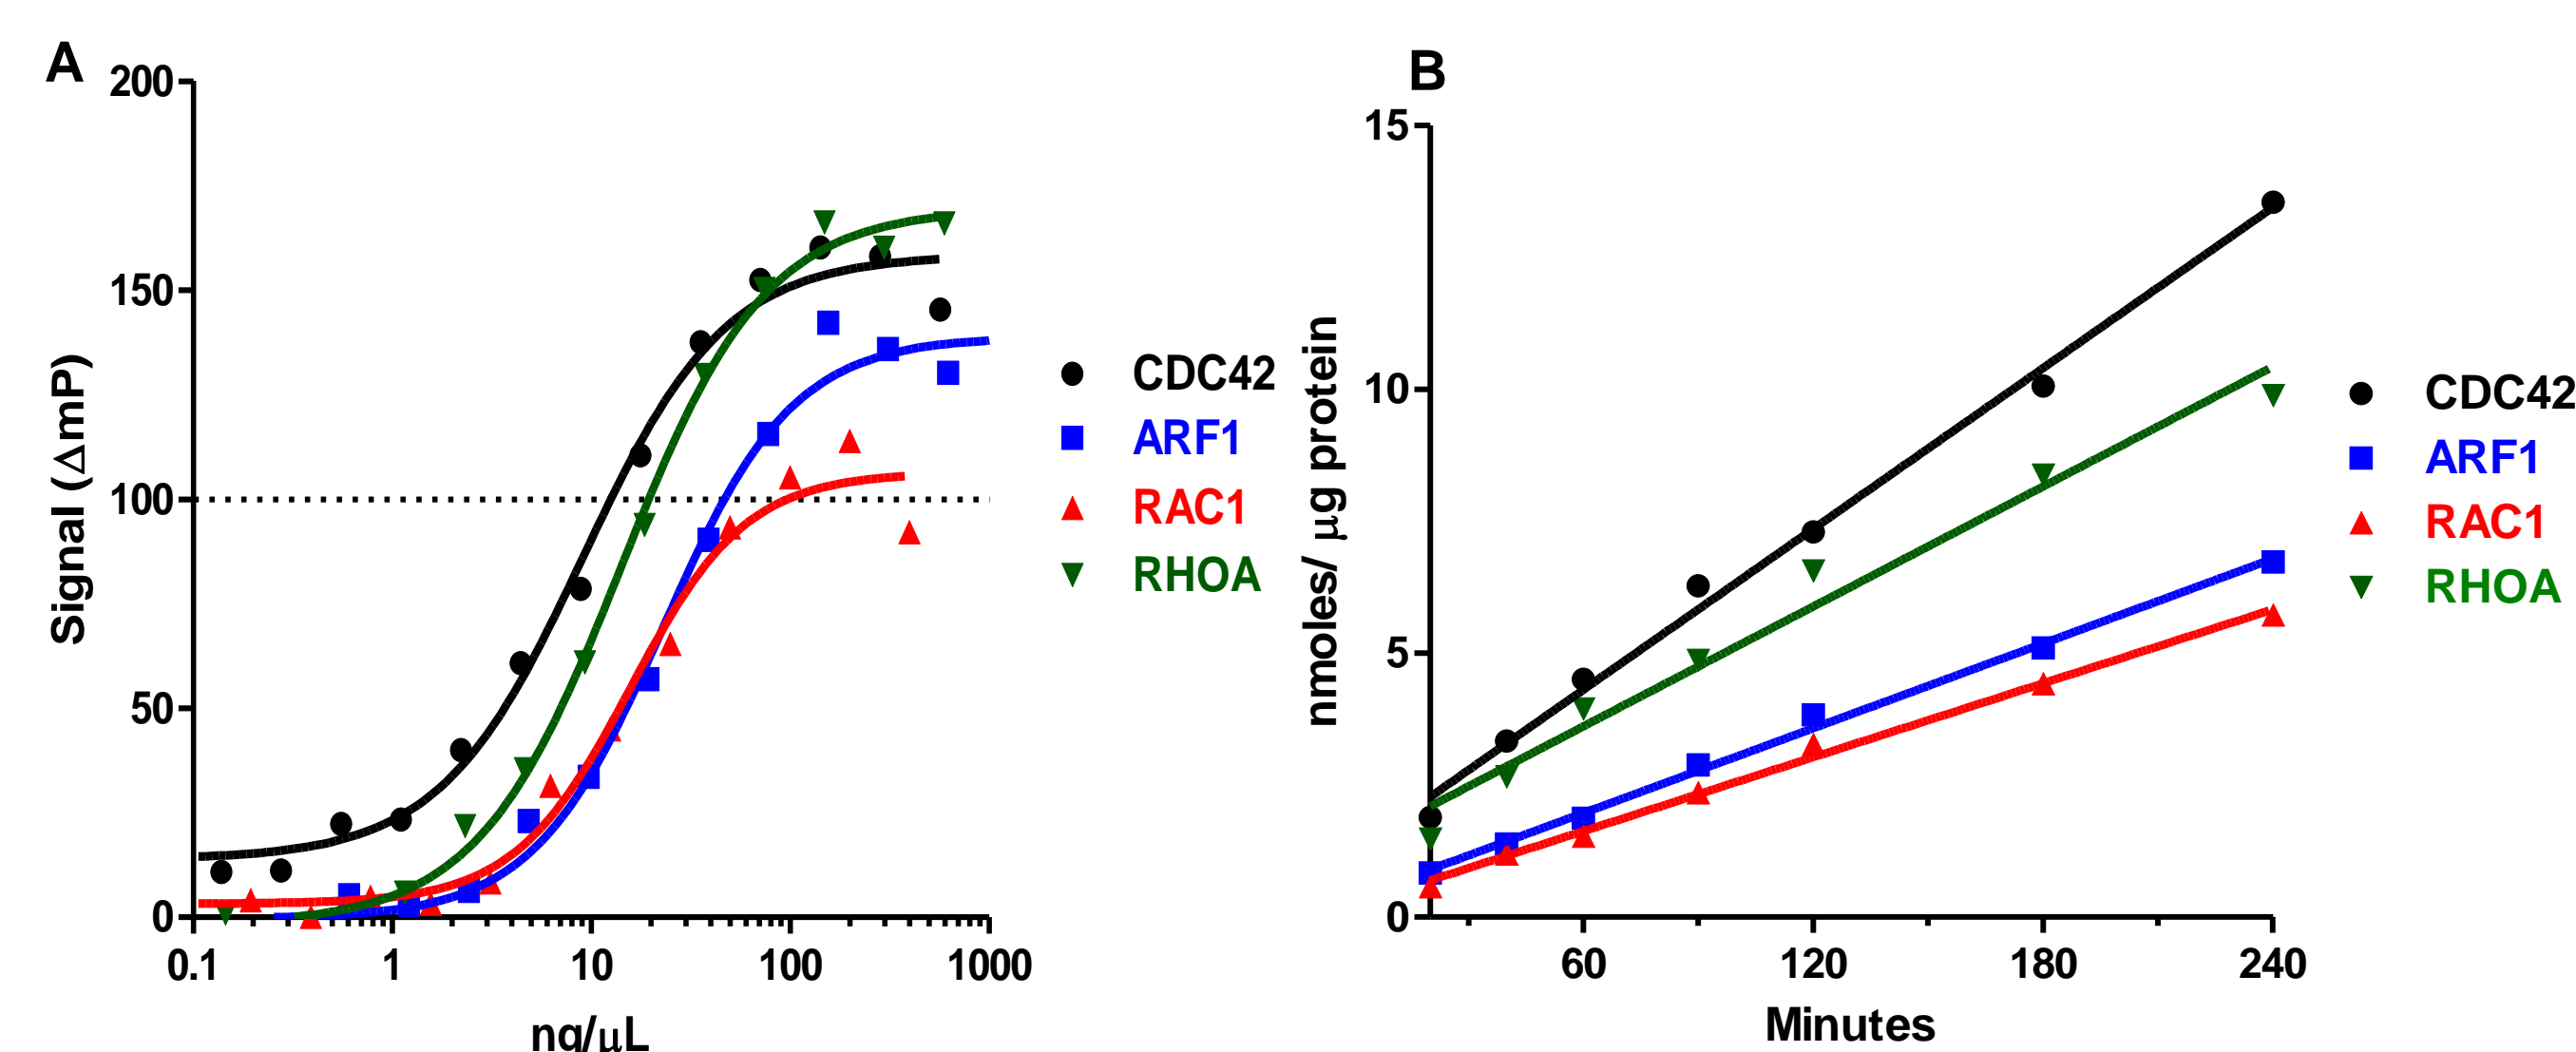 A
200
150
100
50
0
Signal (ΔmP)
0.1 1 10 100 1000
ng/μL
CDC42
ARF1
RAC1
RHOA
B
15
10
5
0
nmoles/ μg protein
60 120 180 240
Minutes
CDC42
ARF1
RAC1
RHOA